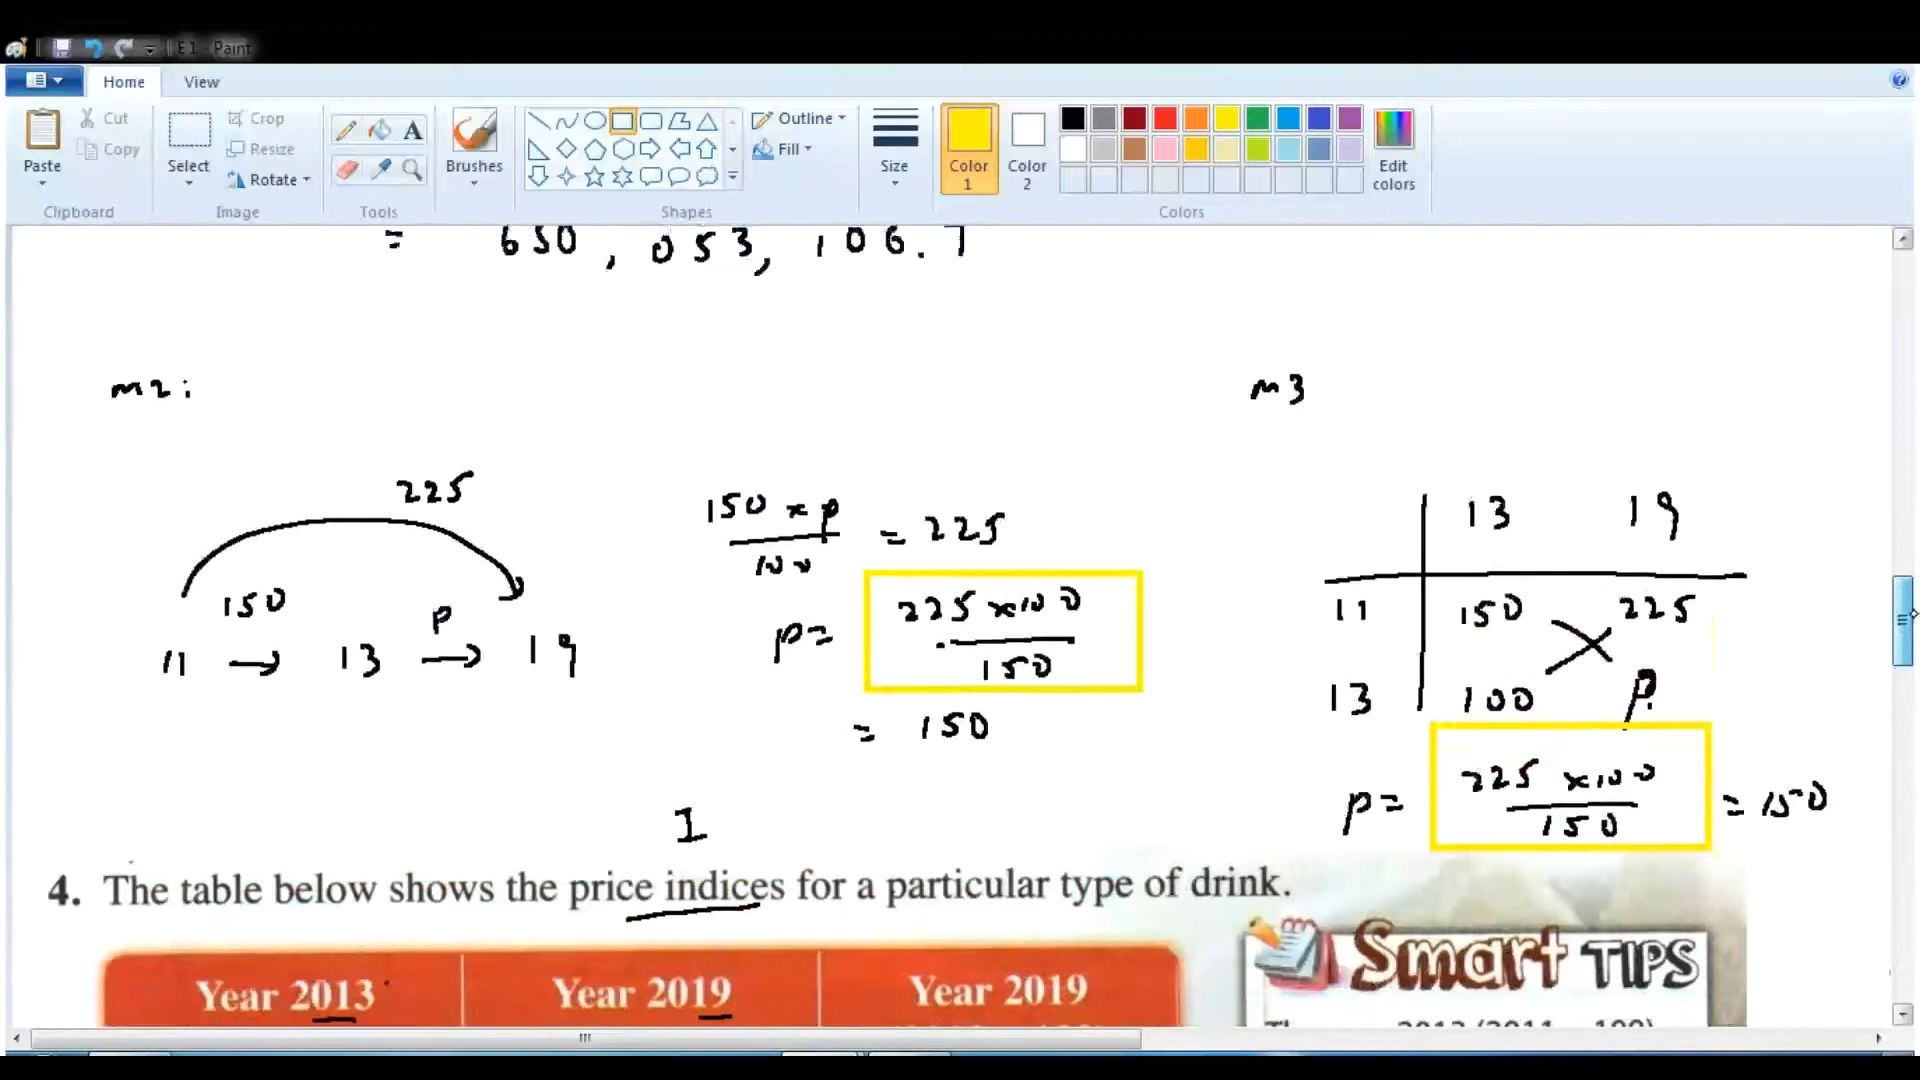 E1 - Paint
Home View
Paste
Cut
Copy
Clipboard
Select
Crop
Resize
Rotate
Image
A
Tools
Brushes
Shapes
Outline
Fill
Size
Color 1
Color 2
Edit colors
Colors
= 650,053,106.7
m2:
225
150 p
11 → 13 → 19
150 × p
100
= 225
p =
225 × 100
150
= 150
m3
13 19
11 150 225
13 100 p
p =
225 × 100
150
= 150
I
4. The table below shows the price indices for a particular type of drink.
Year 2013 Year 2019 Year 2019
Smart TIPS